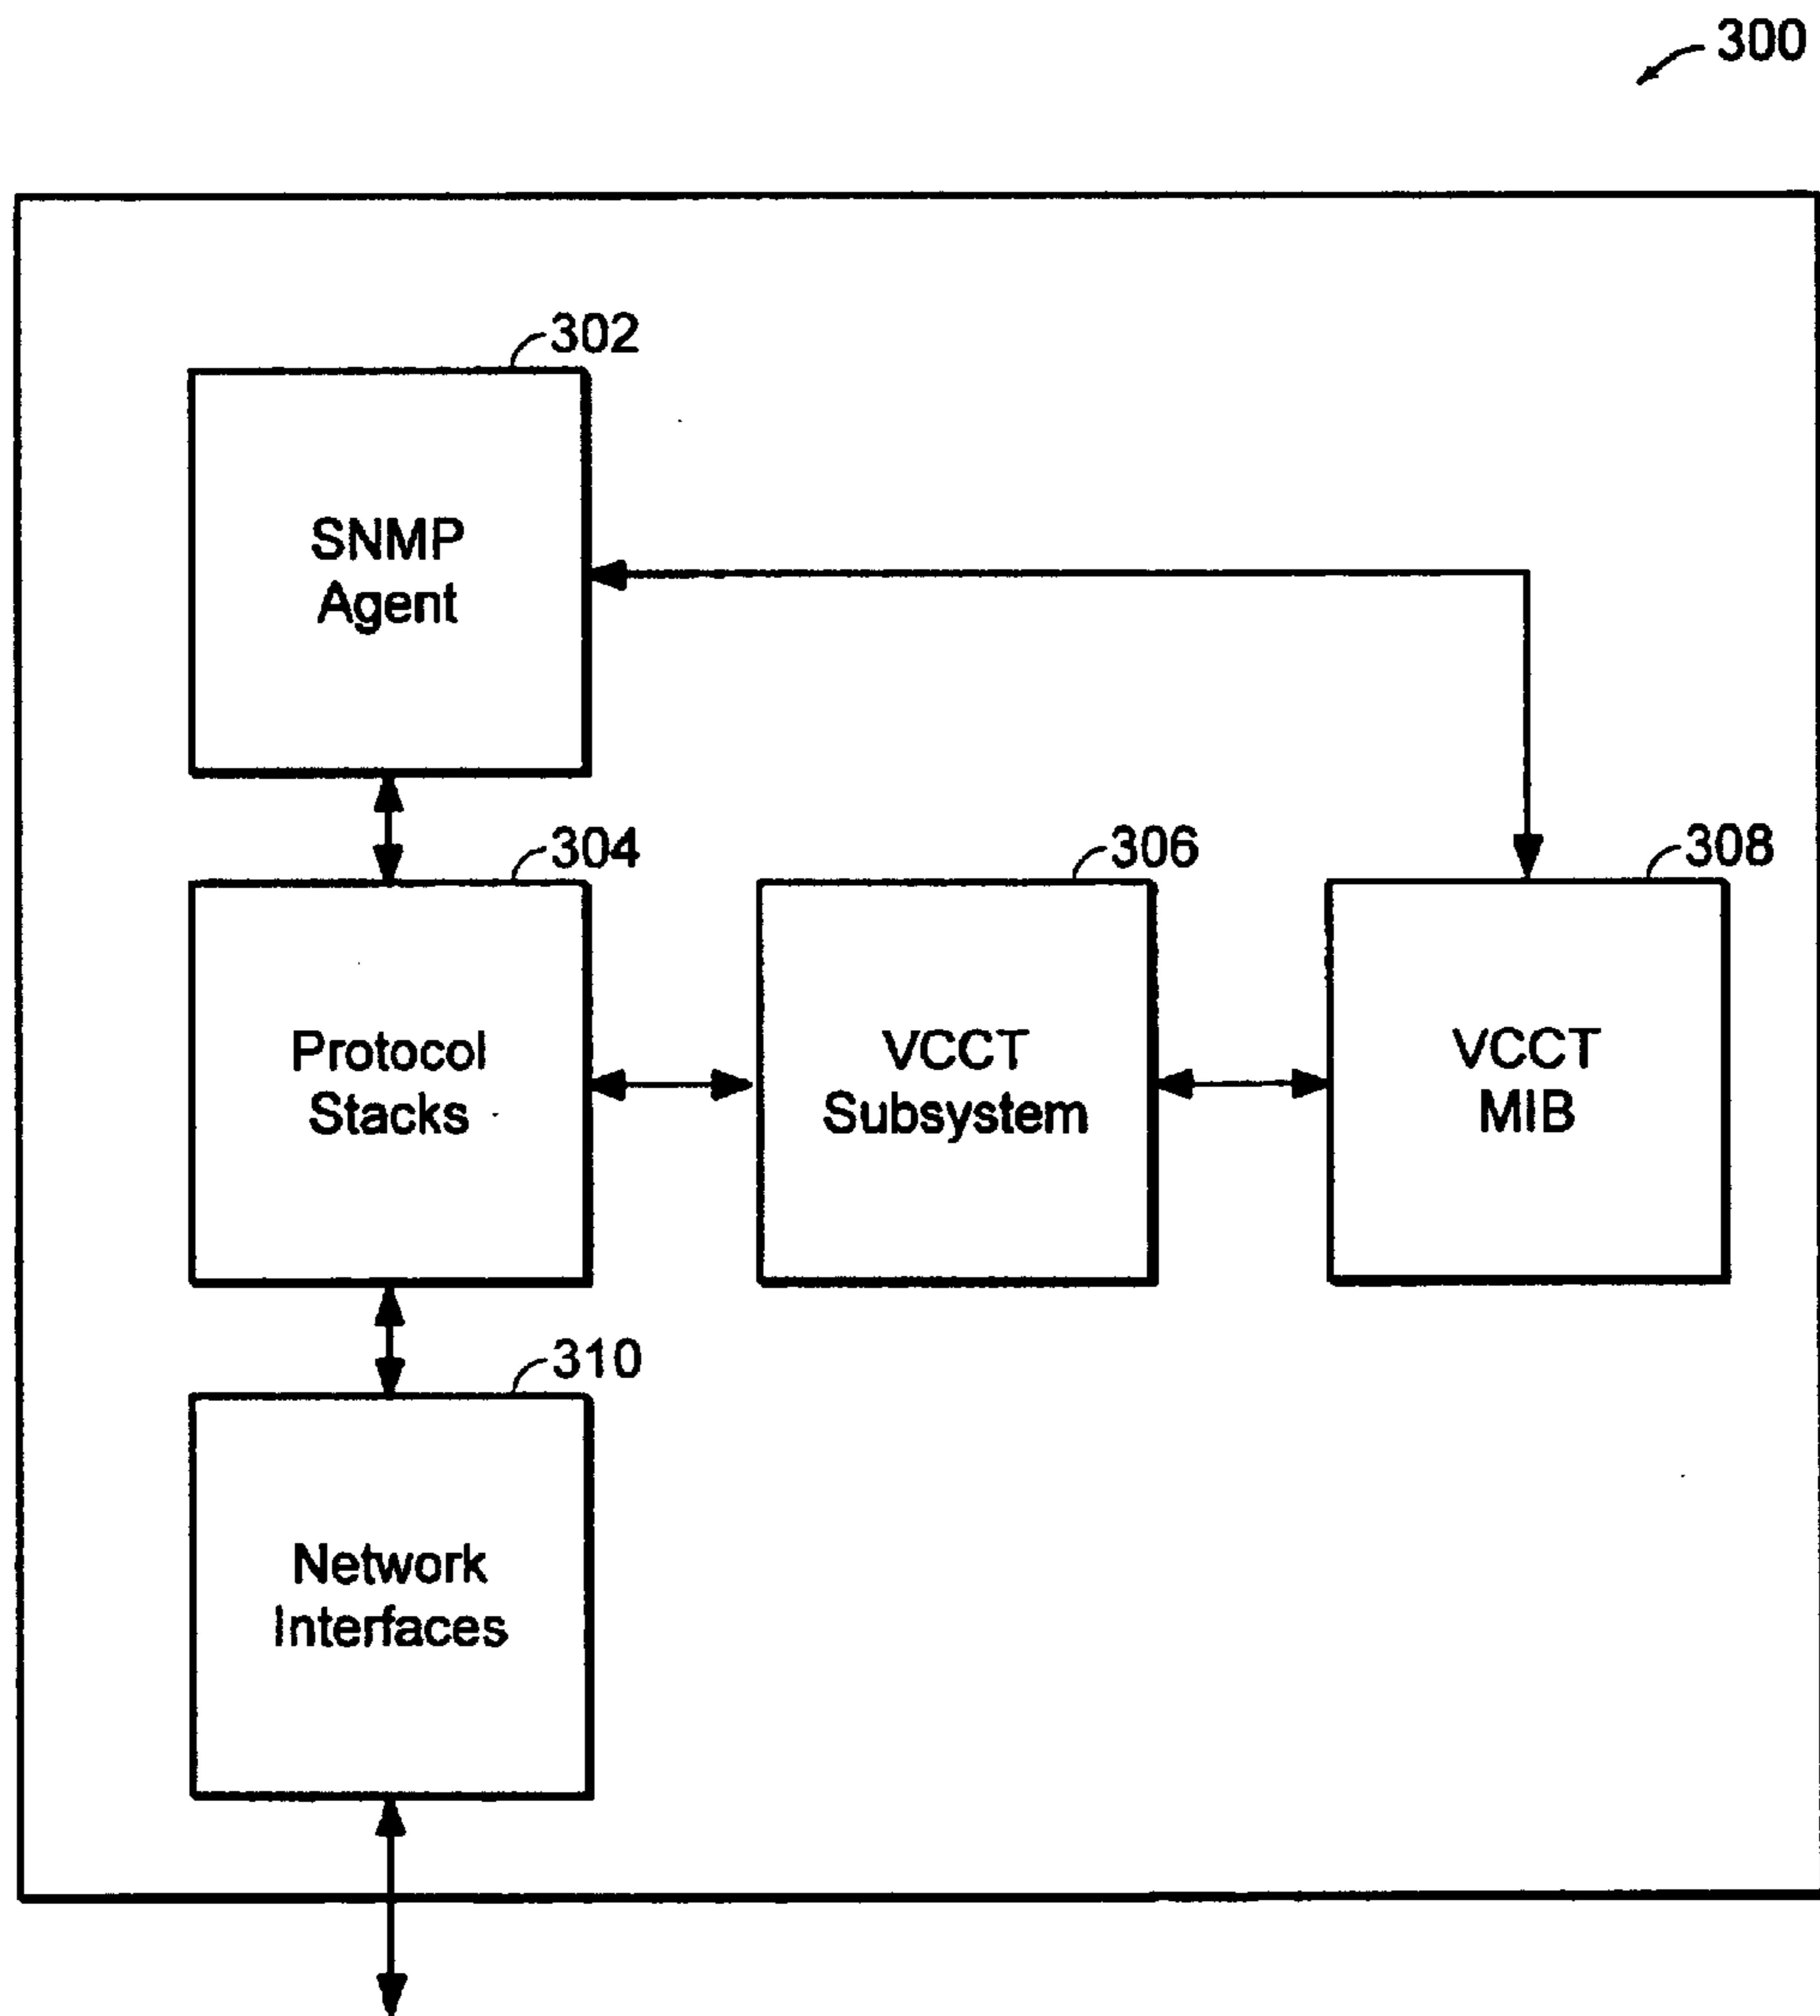 300
302
SNMP
Agent
304
306
308
Protocol
Stacks
VCCT
Subsystem
VCCT
MIB
310
Network
Interfaces